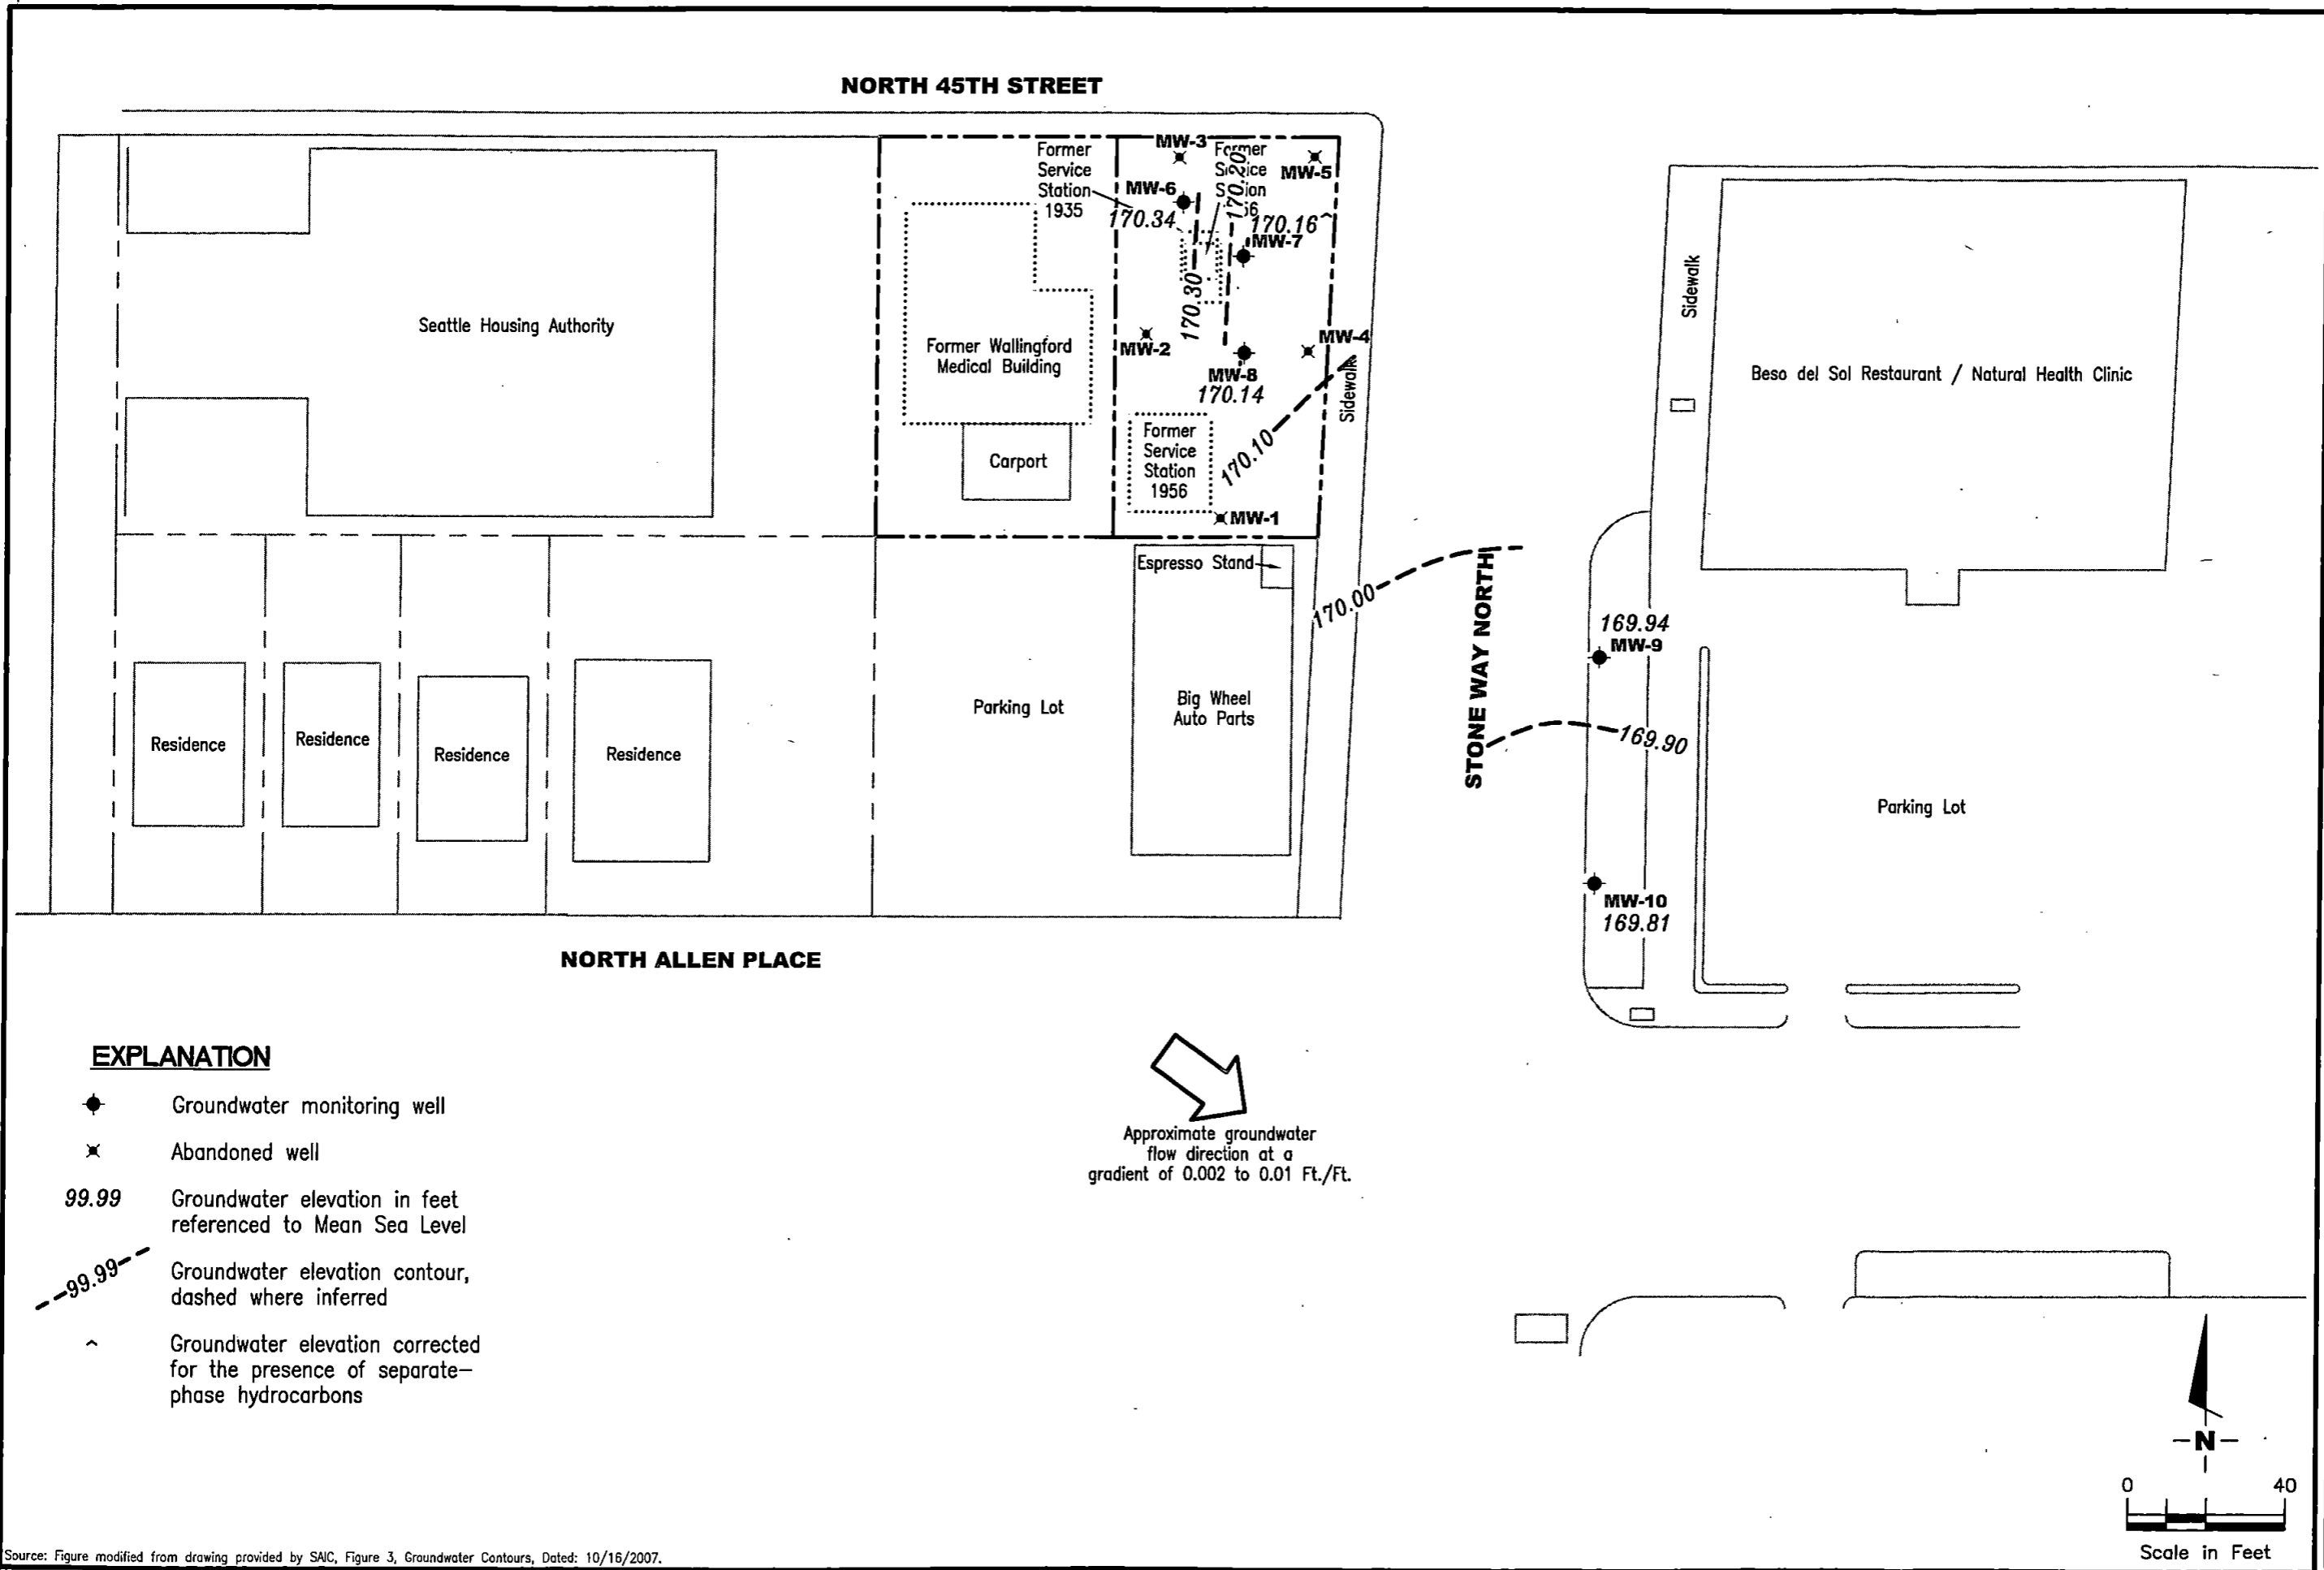 NORTH 45TH STREET
MW-3
Former
Service
Station
1935
Former
Station
MW-5
MW-6
170.34
170.20
170.16^
MW-7
170.30
Seattle Housing Authority
Former Wallingford
Medical Building
MW-2
MW-4
MW-8
170.14
Sidewalk
Sidewalk
Beso del Sol Restaurant / Natural Health Clinic
Carport
Former
Service
Station
1956
170.10
MW-1
Espresso Stand
170.00
STONE WAY NORTH
169.94
MW-9
169.90
Residence
Residence
Residence
Residence
Parking Lot
Big Wheel
Auto Parts
Parking Lot
MW-10
169.81
NORTH ALLEN PLACE
EXPLANATION
Groundwater monitoring well
Abandoned well
99.99
Groundwater elevation in feet
referenced to Mean Sea Level
99.99
Groundwater elevation contour,
dashed where inferred
^
Groundwater elevation corrected
for the presence of separate-
phase hydrocarbons
Approximate groundwater
flow direction at a
gradient of 0.002 to 0.01 Ft./Ft.
-N-
0 40
Scale in Feet
Source: Figure modified from drawing provided by SAIC, Figure 3, Groundwater Contours, Dated: 10/16/2007.